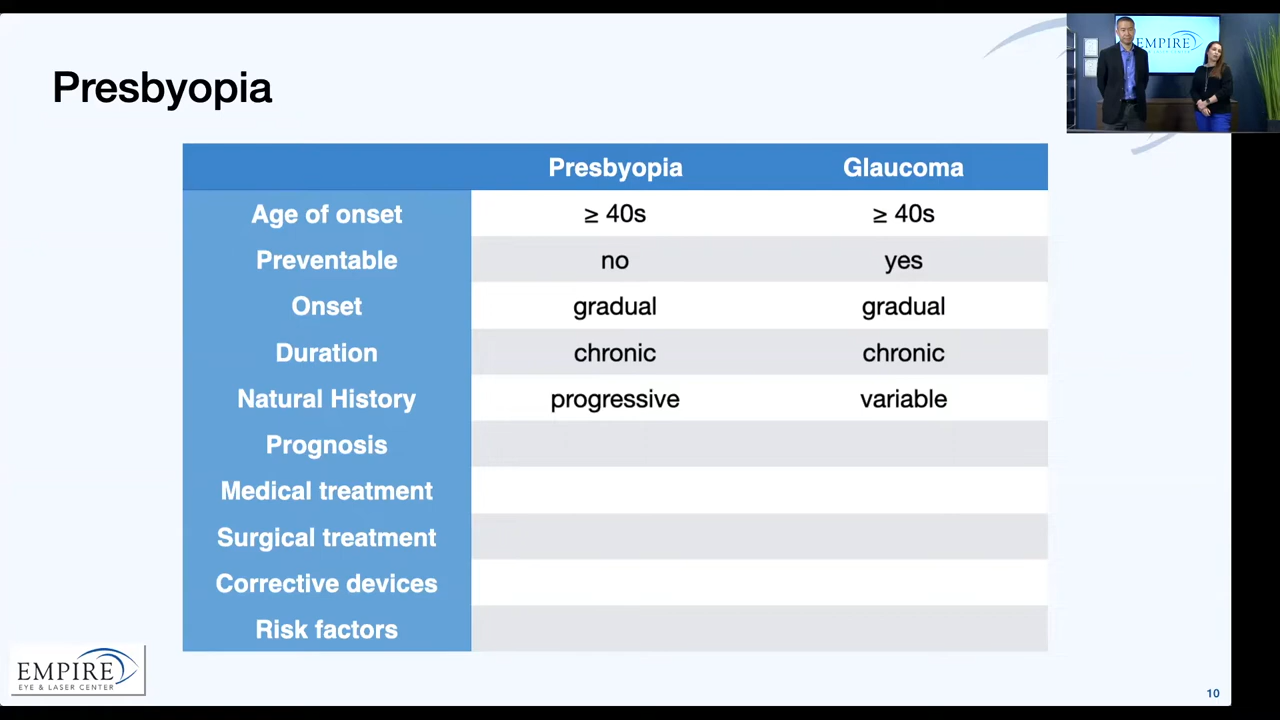 EMPIRE
Presbyopia
Presbyopia Glaucoma
Age of onset ≥ 40s ≥ 40s
Preventable no yes
Onset gradual gradual
Duration chronic chronic
Natural History progressive variable
Prognosis
Medical treatment
Surgical treatment
Corrective devices
Risk factors
EMPIRE
EYE & LASER CENTER
10